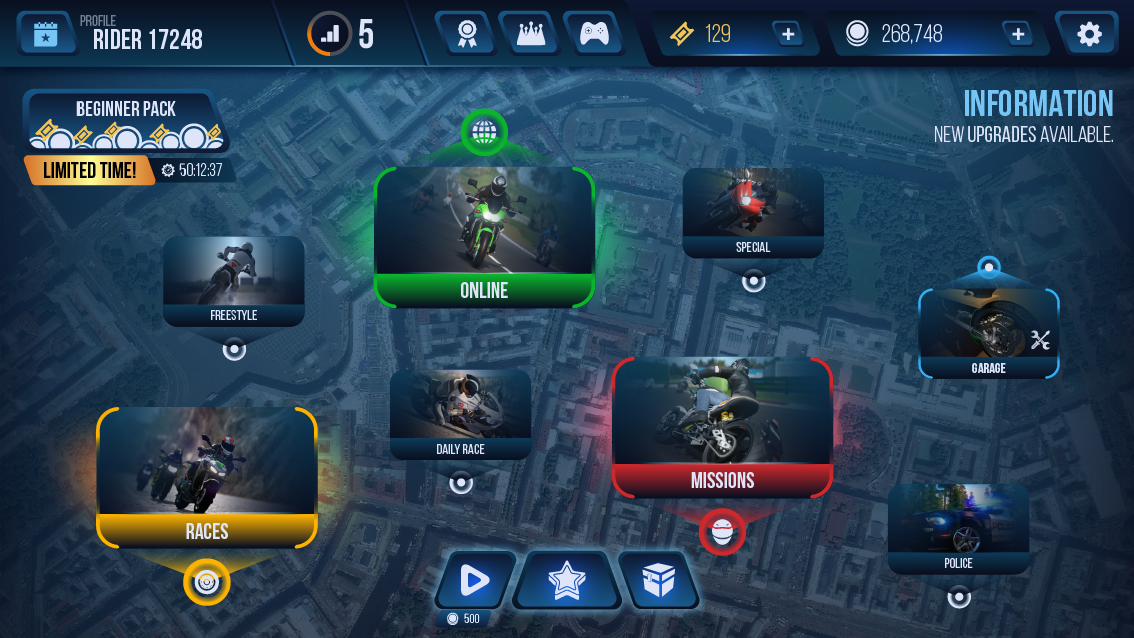 PROFILE
RIDER 17248
5
129
268,748
BEGINNER PACK
LIMITED TIME!
50:12:37
INFORMATION
NEW UPGRADES AVAILABLE.
ONLINE
SPECIAL
FREESTYLE
GARAGE
DAILY RACE
MISSIONS
RACES
POLICE
500